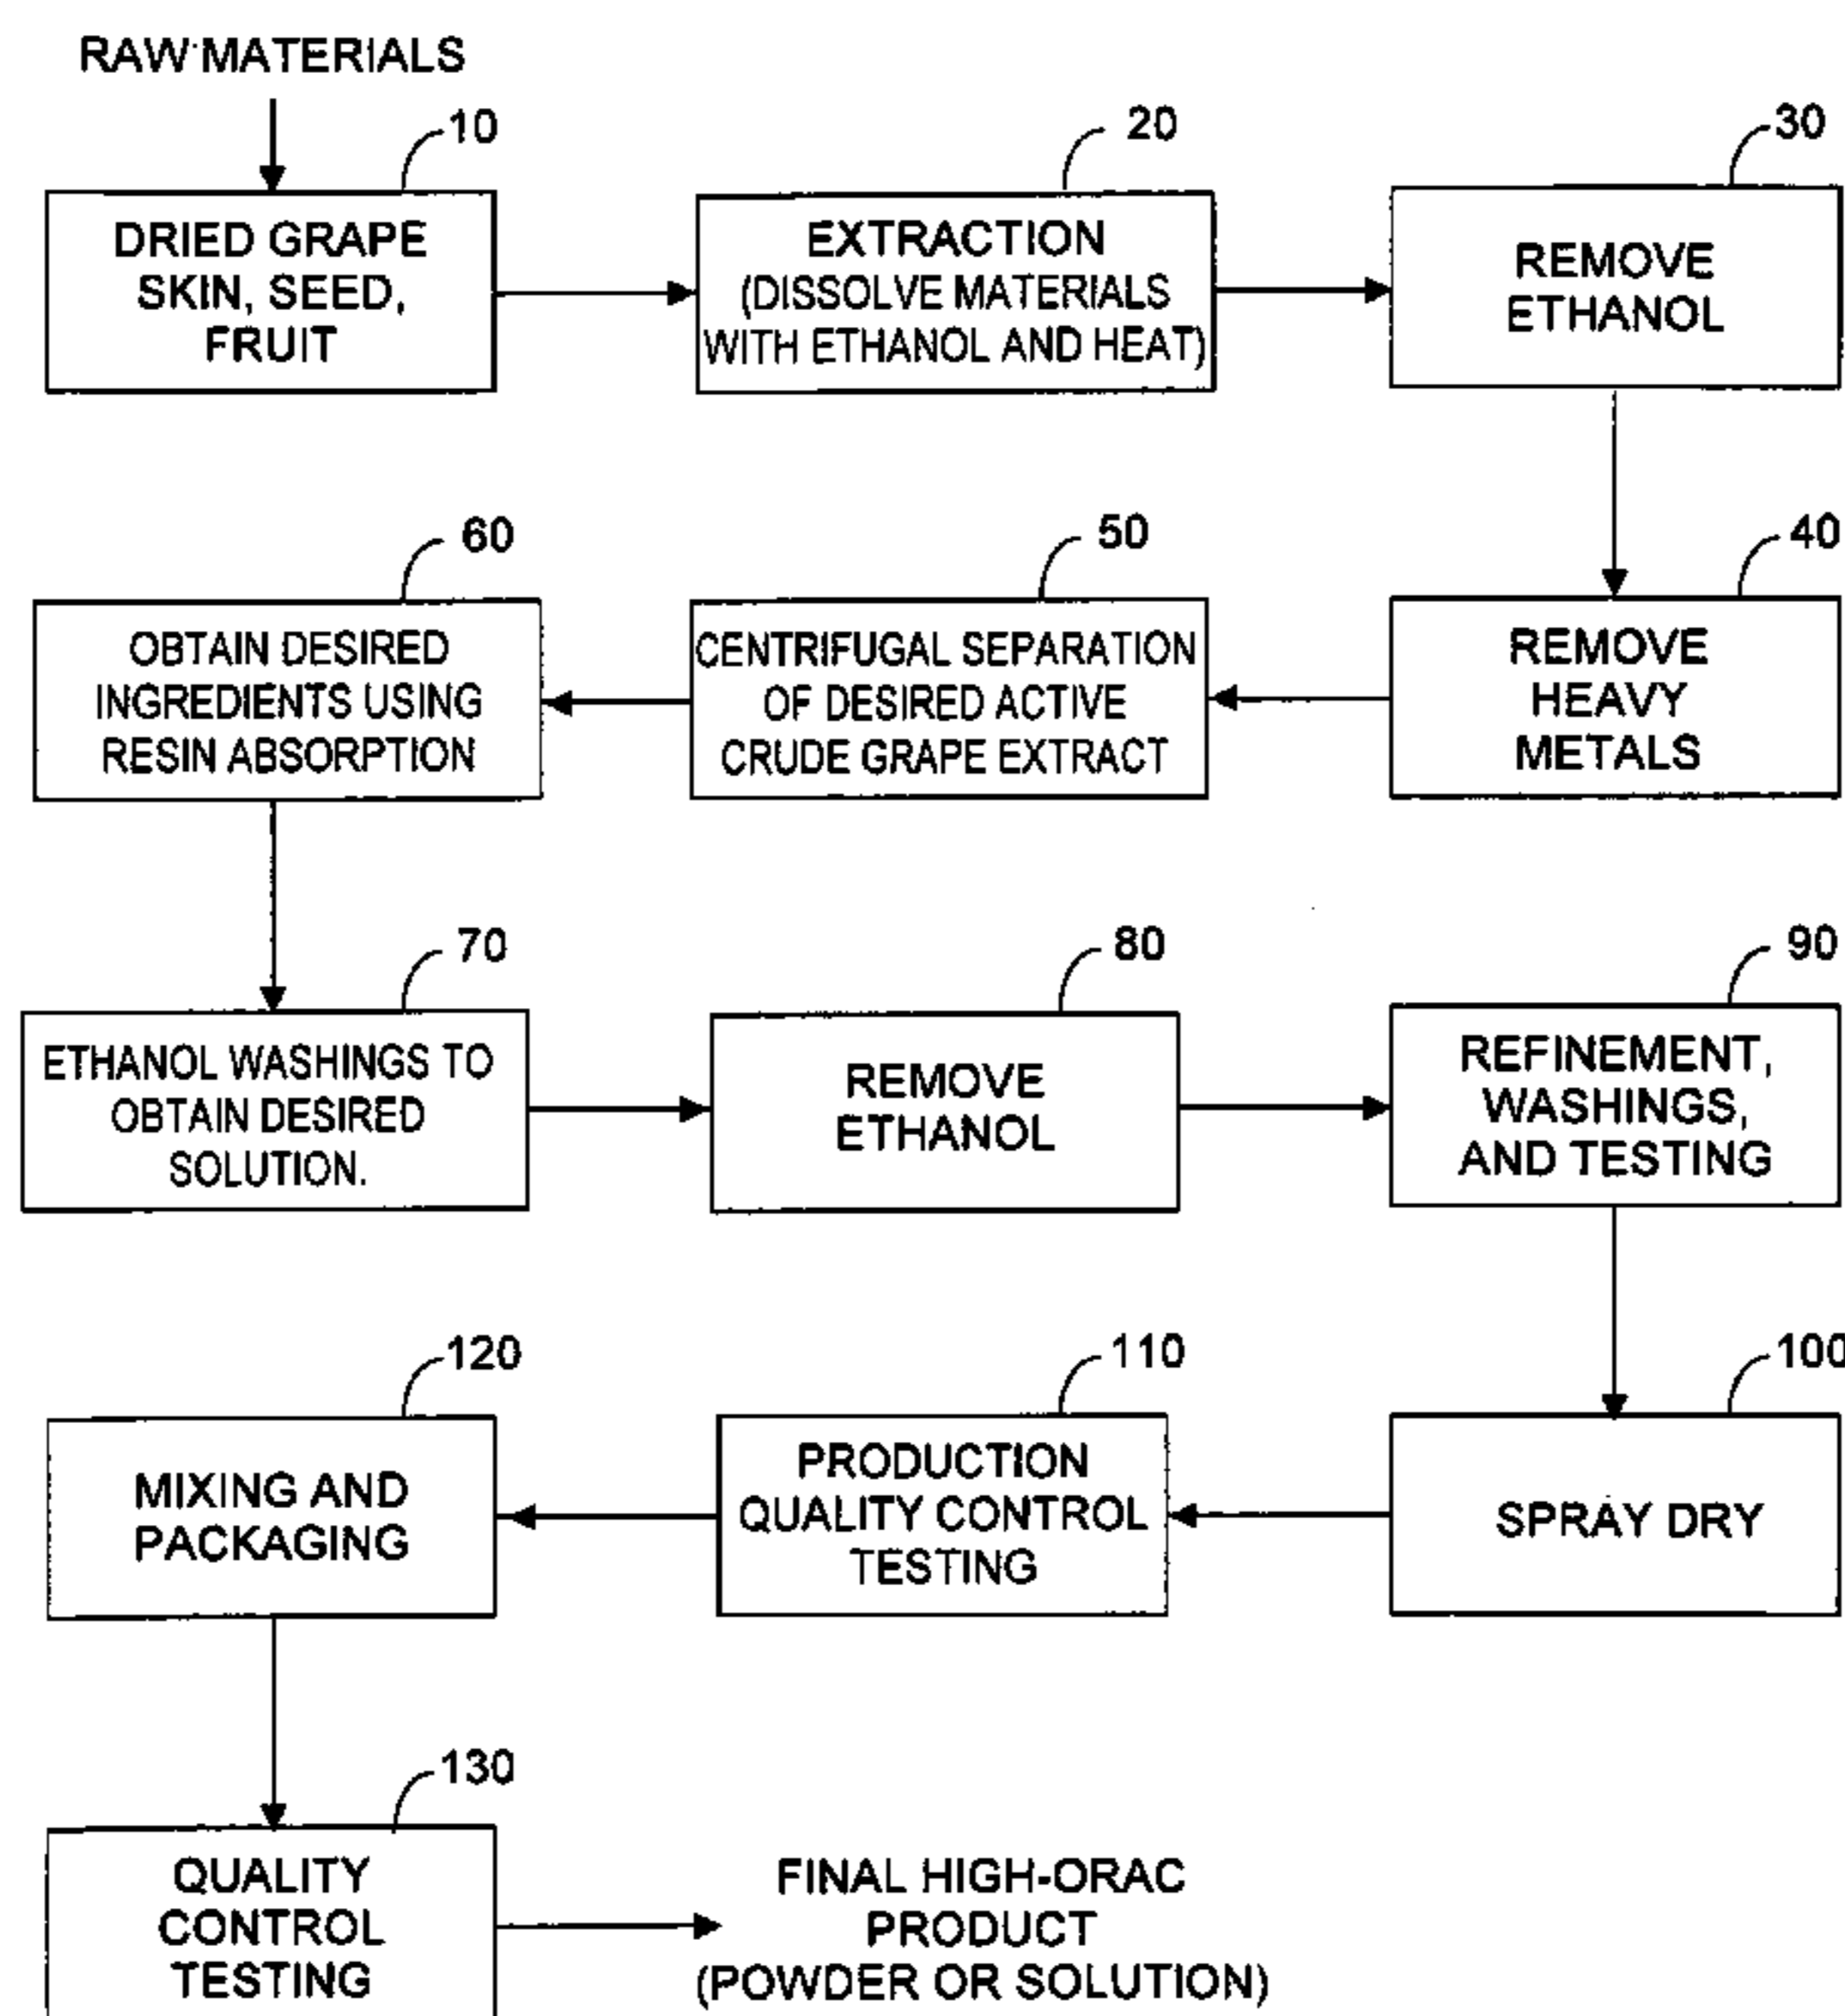 RAW MATERIALS
10
DRIED GRAPE
SKIN, SEED,
FRUIT
20
EXTRACTION
(DISSOLVE MATERIALS
WITH ETHANOL AND HEAT)
30
REMOVE
ETHANOL
40
REMOVE
HEAVY
METALS
50
CENTRIFUGAL SEPARATION
OF DESIRED ACTIVE
CRUDE GRAPE EXTRACT
60
OBTAIN DESIRED
INGREDIENTS USING
RESIN ABSORPTION
70
ETHANOL WASHINGS TO
OBTAIN DESIRED
SOLUTION.
80
REMOVE
ETHANOL
90
REFINEMENT,
WASHINGS,
AND TESTING
100
SPRAY DRY
110
PRODUCTION
QUALITY CONTROL
TESTING
120
MIXING AND
PACKAGING
130
QUALITY
CONTROL
TESTING
FINAL HIGH-ORAC
PRODUCT
(POWDER OR SOLUTION)